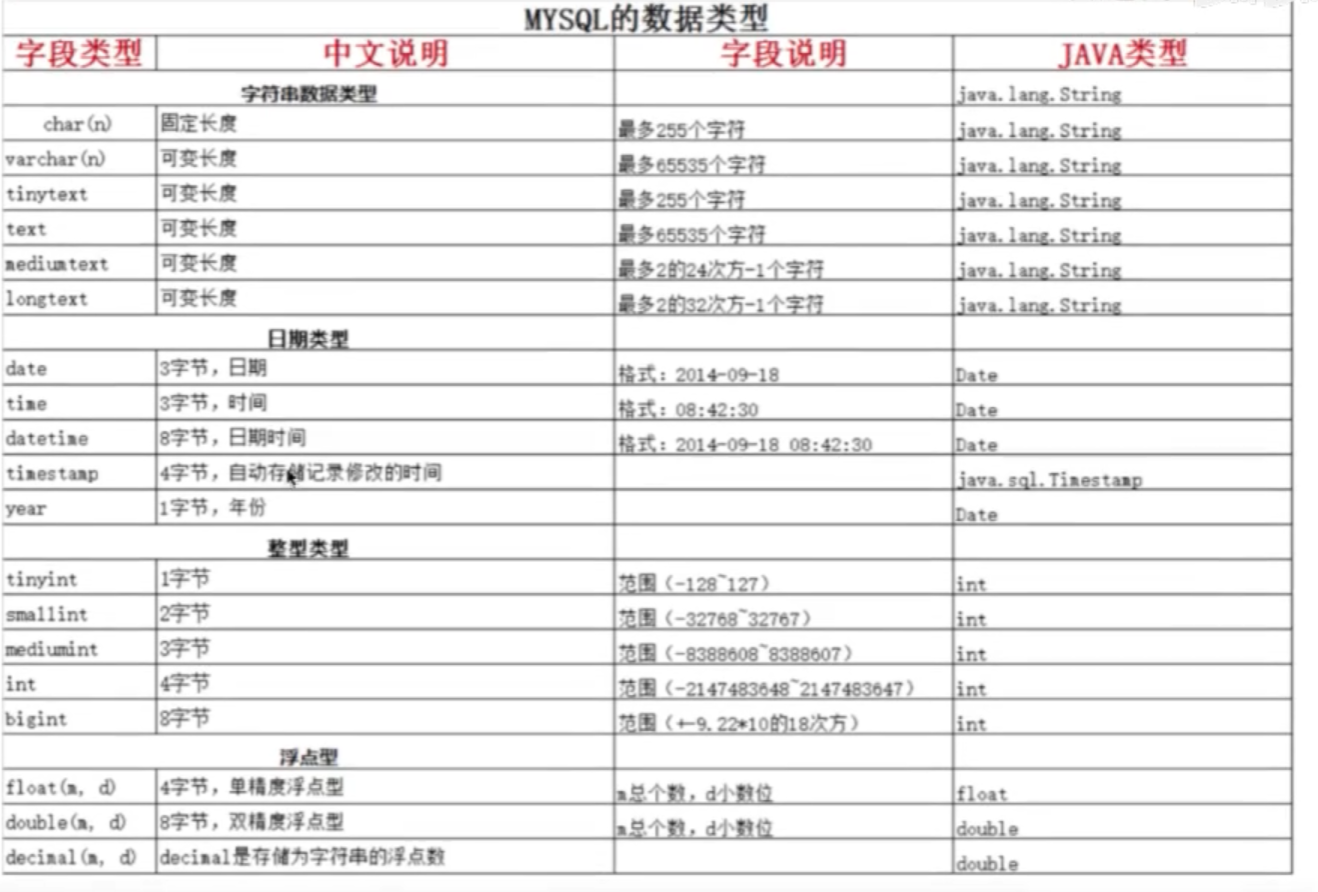 MYSQL的数据类型
字段类型 中文说明 字段说明 JAVA类型
字符串数据类型 java.lang.String
char(n) 固定长度 最多255个字符 java.lang.String
varchar(n) 可变长度 最多65535个字符 java.lang.String
tinytext 可变长度 最多255个字符 java.lang.String
text 可变长度 最多65535个字符 java.lang.String
mediumtext 可变长度 最多2的24次方-1个字符 java.lang.String
longtext 可变长度 最多2的32次方-1个字符 java.lang.String
日期类型
date 3字节，日期 格式：2014-09-18 Date
time 3字节，时间 格式：08:42:30 Date
datetime 8字节，日期时间 格式：2014-09-18 08:42:30 Date
timestamp 4字节，自动存储记录修改的时间 java.sql.Timestamp
year 1字节，年份 Date
整型类型
tinyint 1字节 范围（-128~127） int
smallint 2字节 范围（-32768~32767） int
mediumint 3字节 范围（-8388608~8388607） int
int 4字节 范围（-2147483648~2147483647） int
bigint 8字节 范围（+-9.22*10的18次方） int
浮点型
float(m, d) 4字节，单精度浮点型 m总个数，d小数位 float
double(m, d) 8字节，双精度浮点型 m总个数，d小数位 double
decimal(m, d) decimal是存储为字符串的浮点数 double